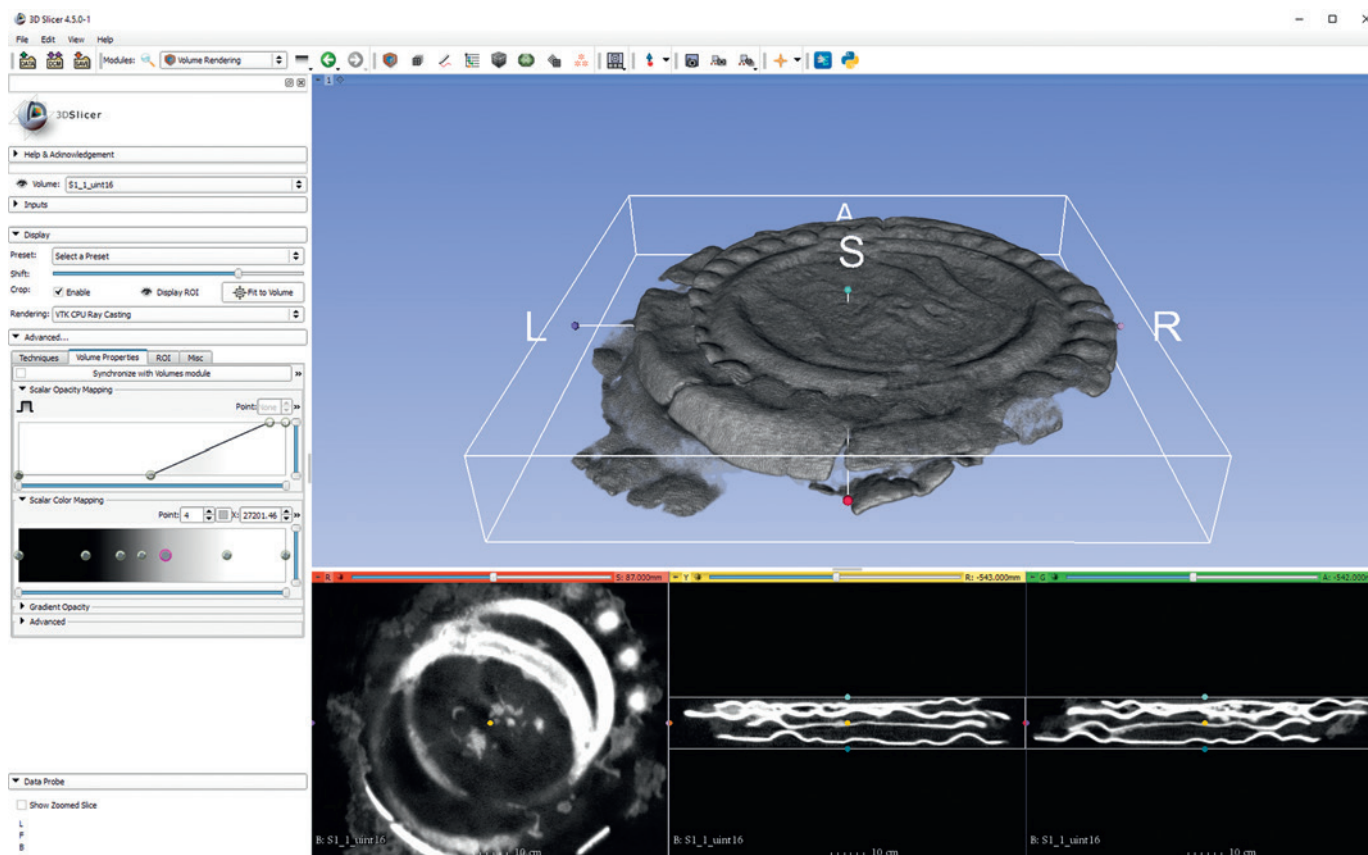 3D Slicer 4.5.0-1
File Edit View Help
Modules: Volume Rendering
1
3DSlicer
Help & Acknowledgement
Volume: S1_1_uint16
Inputs
Display
Preset: Select a Preset
Shift:
Crop: Enable Display ROI Fit to Volume
Rendering: VTK CPU Ray Casting
Advanced...
Techniques Volume Properties ROI Misc
Synchronize with Volumes module
Scalar Opacity Mapping
Point: None
Scalar Color Mapping
Point: 4 X: 27201.46
Gradient Opacity
Advanced
Data Probe
Show Zoomed Slice
L
F
B
A
S
L
R
R S: 87.000mm
Y R: -543.000mm
G A: -542.000mm
B: S1_1_uint16
10 cm
B: S1_1_uint16
10 cm
B: S1_1_uint16
10 cm